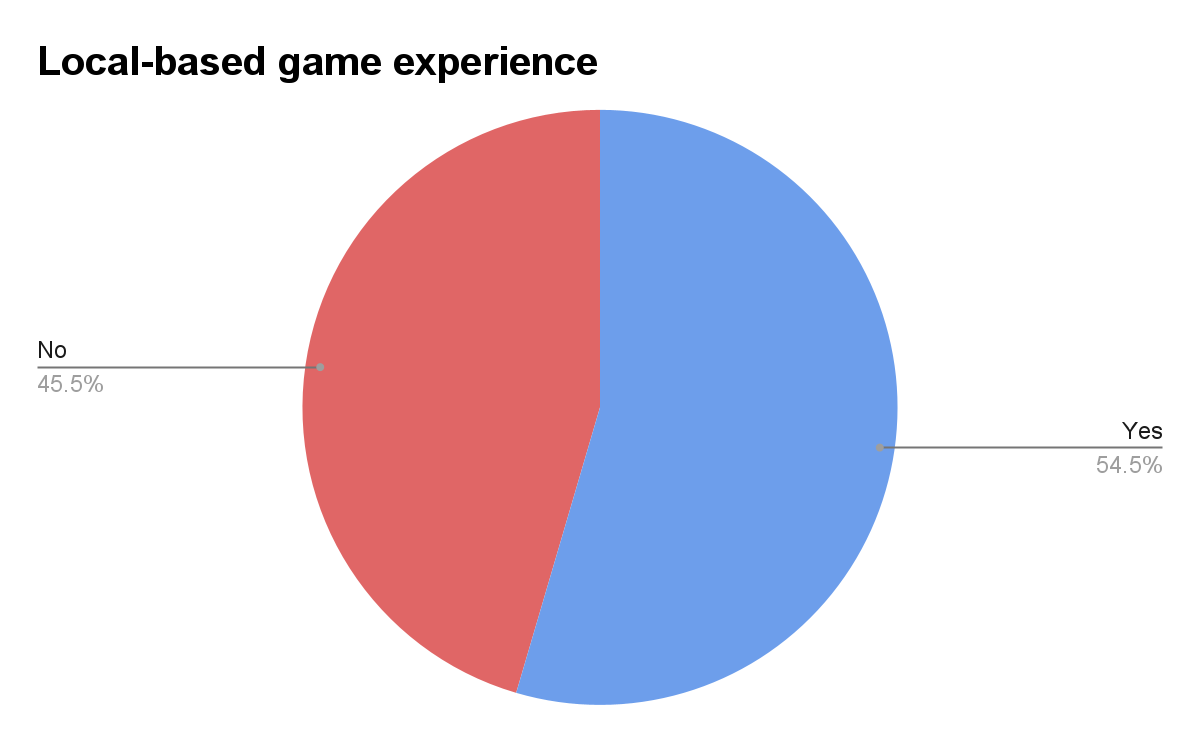 Local-based game experience
No
45.5%
Yes
54.5%